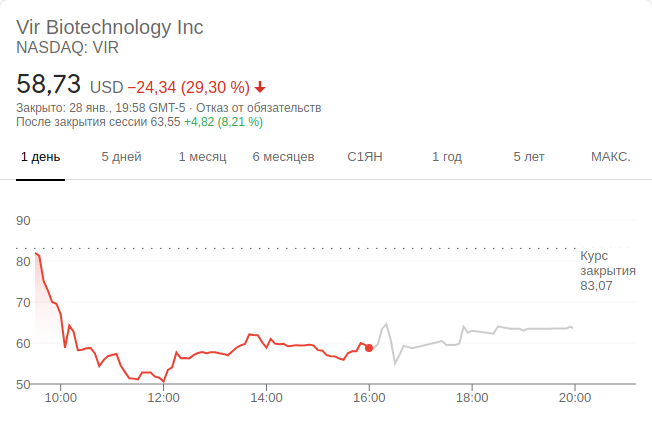 Vir Biotechnology Inc
NASDAQ: VIR
58,73 USD −24,34 (29,30 %)
Закрыто: 28 янв., 19:58 GMT-5 · Отказ от обязательств
После закрытия сессии 63,55 +4,82 (8,21 %)
1 день 5 дней 1 месяц 6 месяцев С1ЯН 1 год 5 лет МАКС.
90
Курс
80
закрытия
83,07
70
60
50
10:00 12:00 14:00 16:00 18:00 20:00